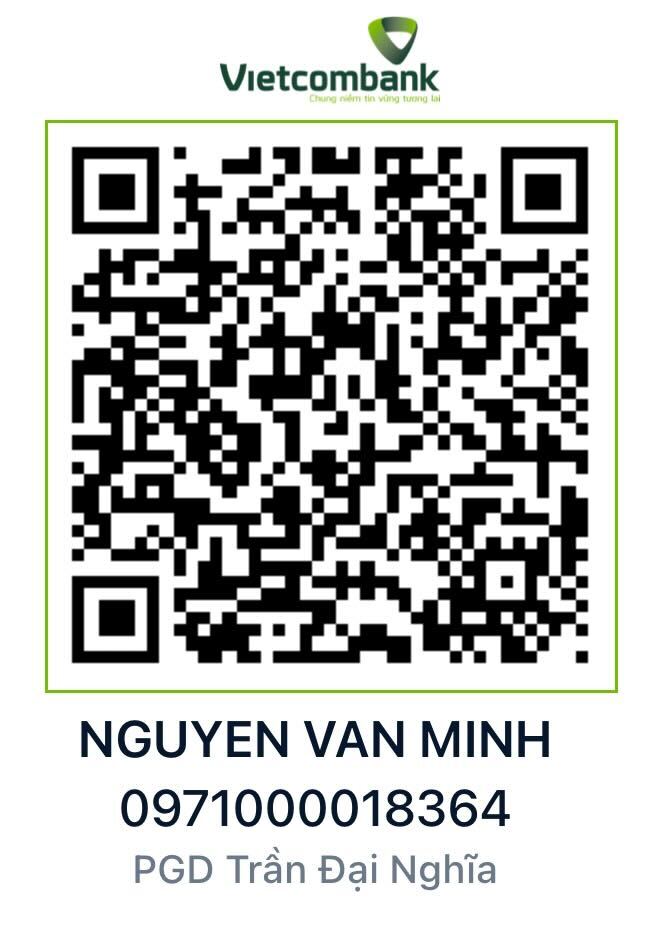 Vietcombank
Chung niềm tin vững tương lai
NGUYEN VAN MINH
0971000018364
PGD Trần Đại Nghĩa